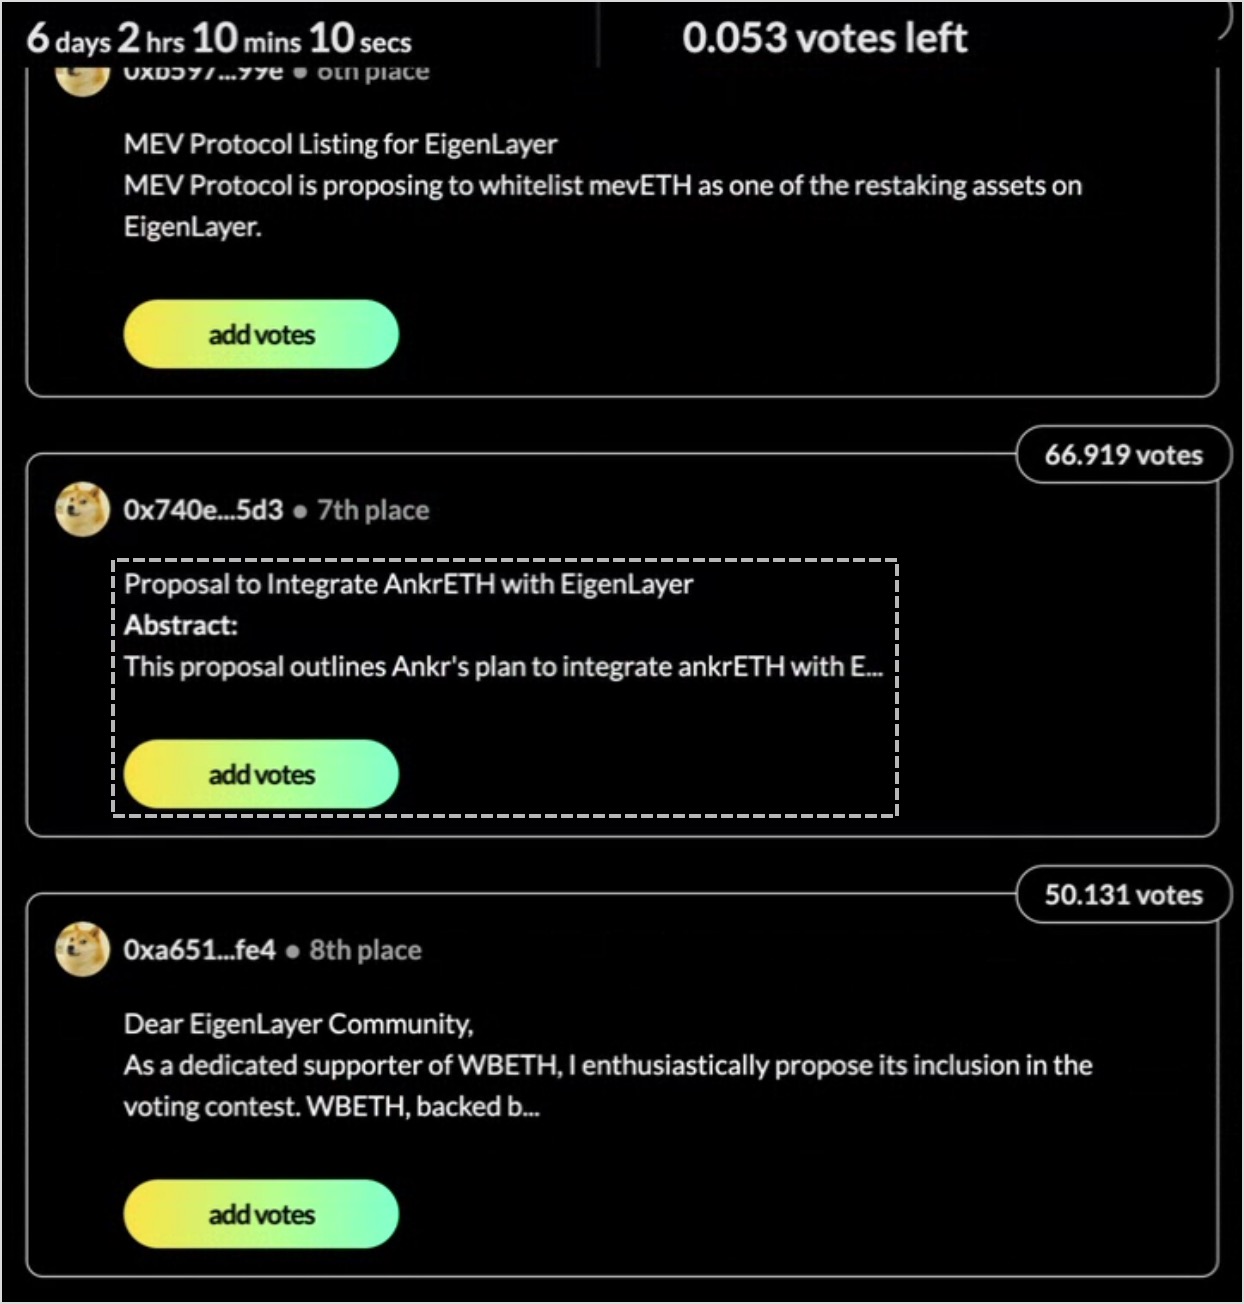 6 days 2 hrs 10 mins 10 secs
0.053 votes left
0xb597...99e • 6th place
MEV Protocol Listing for EigenLayer
MEV Protocol is proposing to whitelist mevETH as one of the restaking assets on
EigenLayer.
add votes
66.919 votes
0x740e...5d3 • 7th place
Proposal to Integrate AnkrETH with EigenLayer
Abstract:
This proposal outlines Ankr's plan to integrate ankrETH with E...
add votes
50.131 votes
0xa651...fe4 • 8th place
Dear EigenLayer Community,
As a dedicated supporter of WBETH, I enthusiastically propose its inclusion in the
voting contest. WBETH, backed b...
add votes